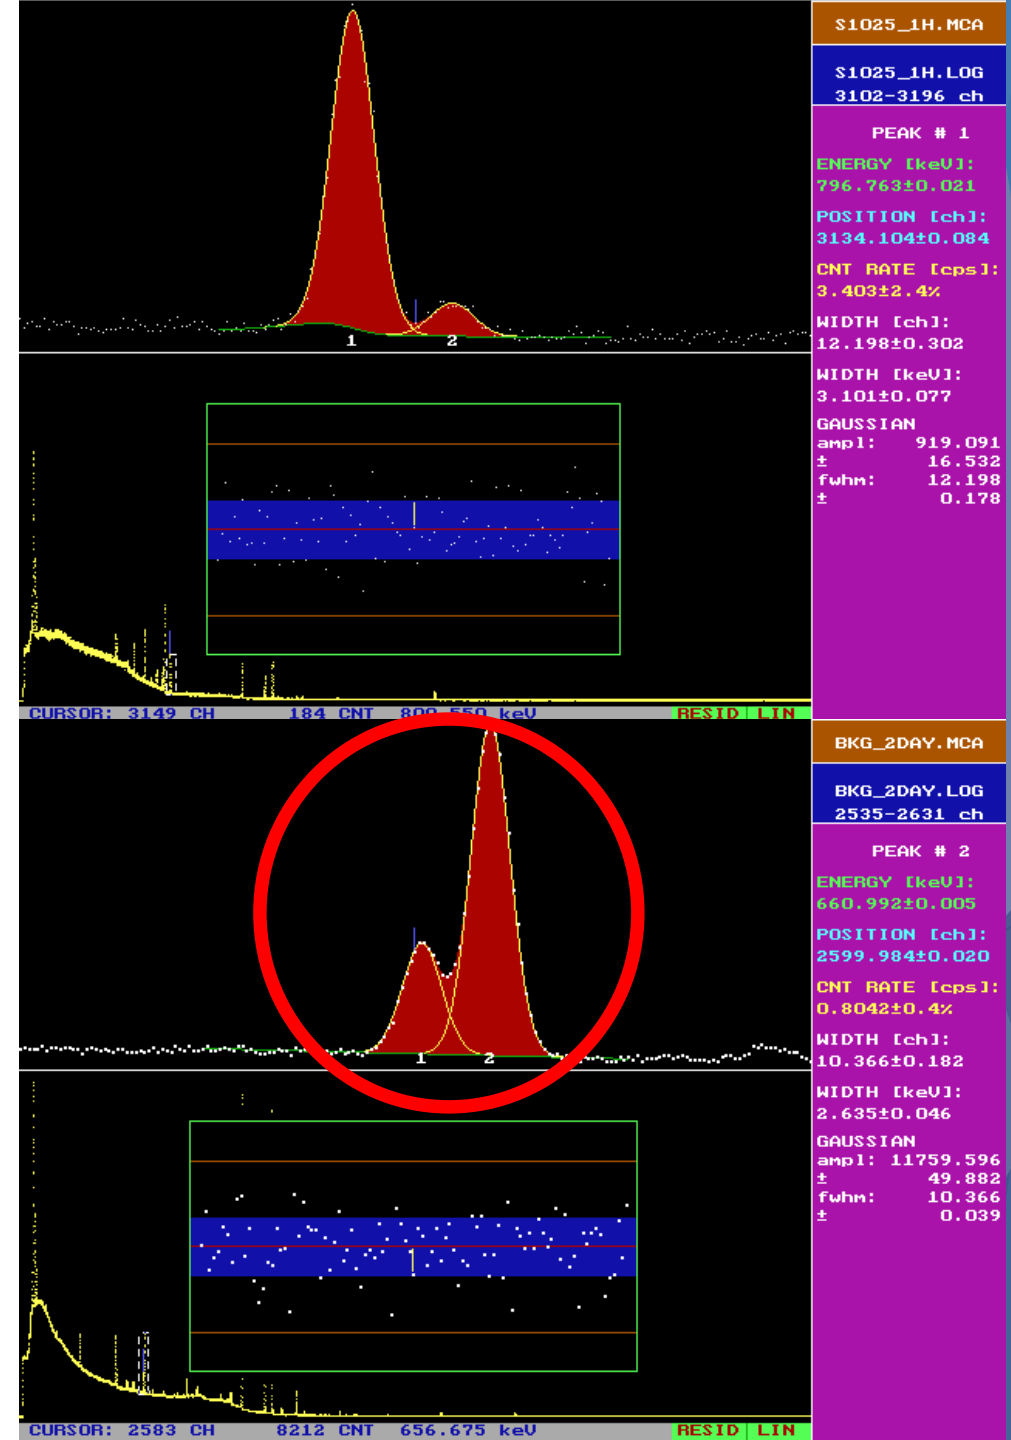 S1025_1H.MCA
S1025_1H.LOG
3102-3196 ch
PEAK # 1
ENERGY [keV]:
796.763±0.021
POSITION [ch]:
3134.104±0.084
CNT RATE [cps]:
3.403±2.4%
WIDTH [ch]:
12.198±0.302
WIDTH [keV]:
3.101±0.077
GAUSSIAN
ampl: 919.091
± 16.532
fwhm: 12.198
± 0.178
1 2
CURSOR: 3149 CH 184 CNT 800.550 keV RESID LIN
BKG_2DAY.MCA
BKG_2DAY.LOG
2535-2631 ch
PEAK # 2
ENERGY [keV]:
660.992±0.005
POSITION [ch]:
2599.984±0.020
CNT RATE [cps]:
0.8042±0.4%
WIDTH [ch]:
10.366±0.182
WIDTH [keV]:
2.635±0.046
GAUSSIAN
ampl: 11759.596
± 49.882
fwhm: 10.366
± 0.039
1 2
CURSOR: 2583 CH 8212 CNT 656.675 keV RESID LIN